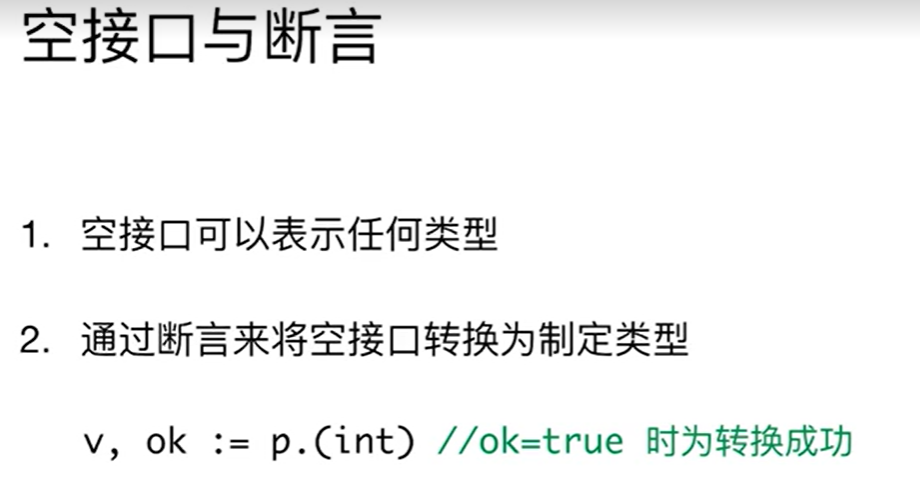 空接口与断言
1. 空接口可以表示任何类型
2. 通过断言来将空接口转换为制定类型
v, ok := p.(int) //ok=true 时为转换成功